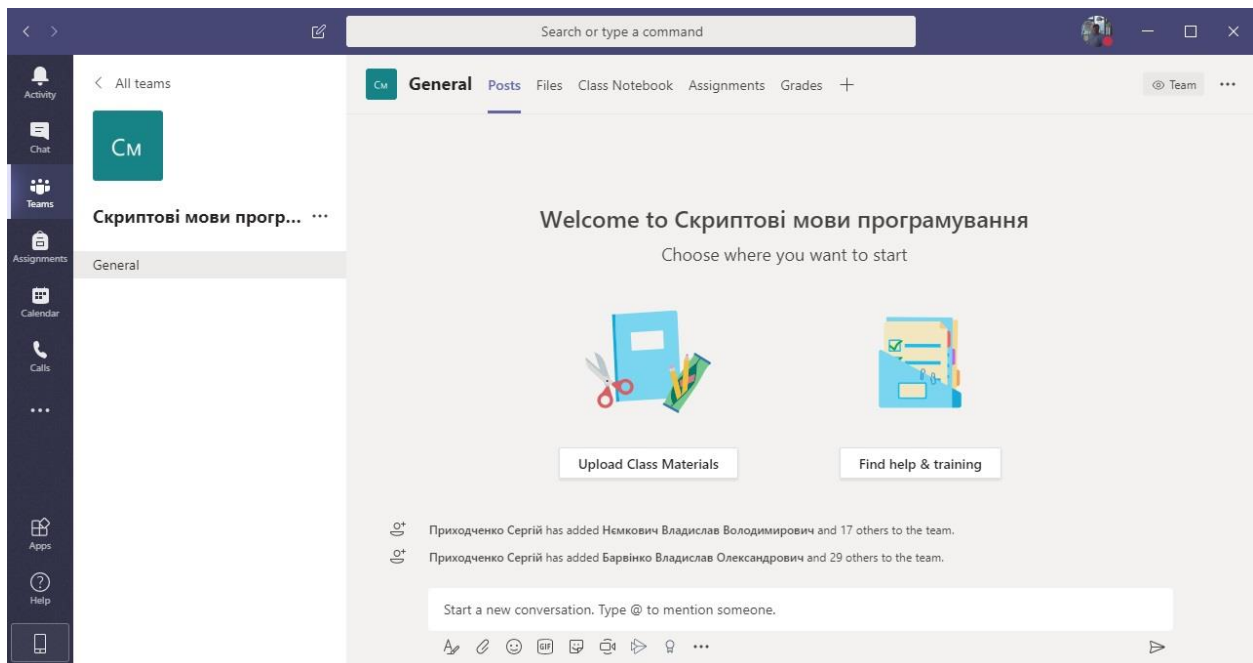 Search or type a command
Activity
Chat
Teams
Assignments
Calendar
Calls
Apps
Help
All teams
См
Скриптові мови прогр...
General
См General Posts Files Class Notebook Assignments Grades
Team
Welcome to Скриптові мови програмування
Choose where you want to start
Upload Class Materials
Find help & training
Приходченко Сергій has added Нємкович Владислав Володимирович and 17 others to the team.
Приходченко Сергій has added Барвінко Владислав Олександрович and 29 others to the team.
Start a new conversation. Type @ to mention someone.
GIF